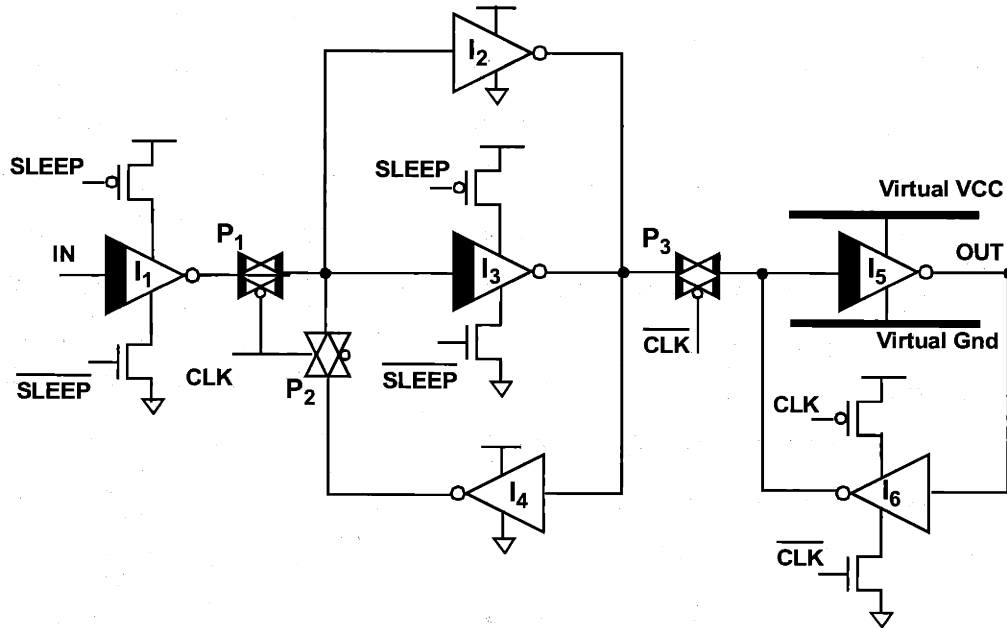 I2
SLEEP
SLEEP
Virtual VCC
P1
P3
IN
OUT
I1
I3
I5
SLEEP
CLK
P2
SLEEP
CLK
Virtual Gnd
CLK
I4
I6
CLK